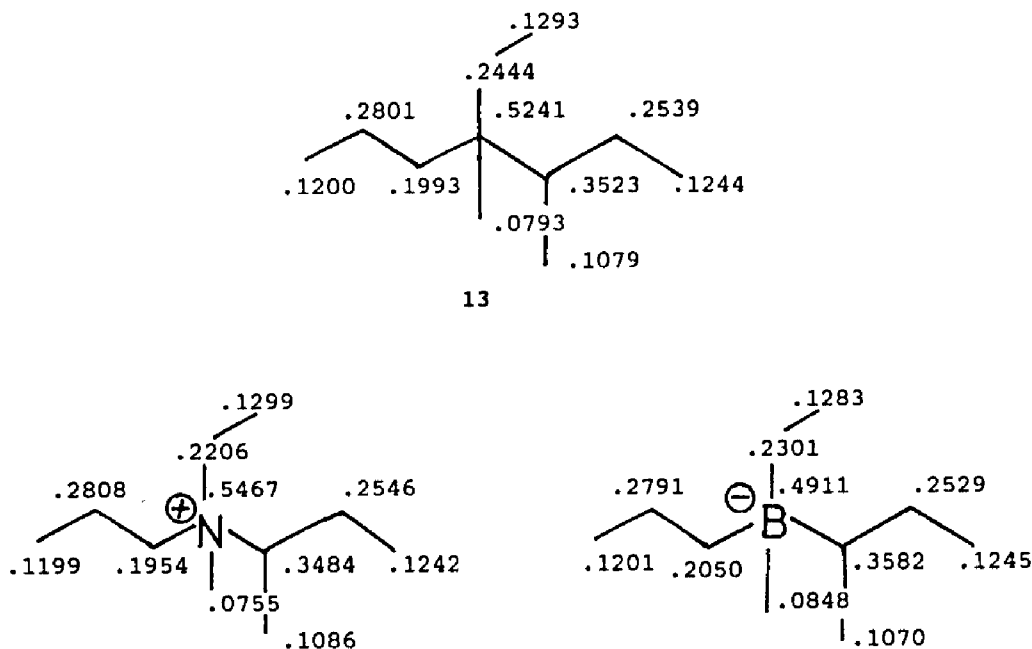 .1293
.2444
.2801 .5241 .2539
.1200 .1993 .3523 .1244
.0793
.1079
13
.1299
.2206
.2808 ⊕ .5467 .2546
N
.1199 .1954 .3484 .1242
.0755
.1086
.1283
.2301
.2791 ⊖ .4911 .2529
B
.1201 .2050 .3582 .1245
.0848
.1070